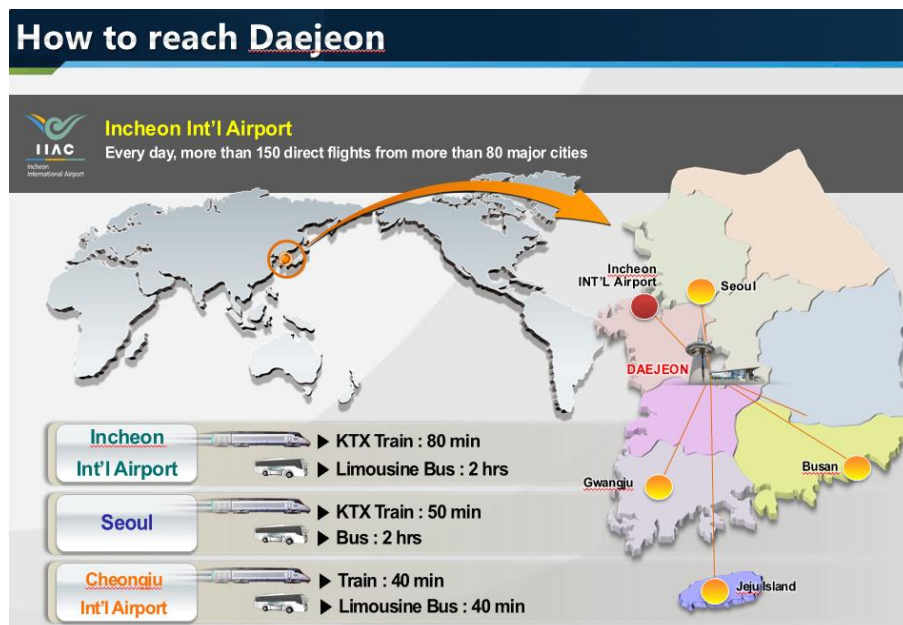 How to reach Daejeon
IIAC
Incheon
International Airport
Incheon Int'l Airport
Every day, more than 150 direct flights from more than 80 major cities
Incheon
INT'L Airport
Seoul
DAEJEON
Gwangju
Busan
Jeju Island
Incheon
Int'l Airport
▶ KTX Train : 80 min
▶ Limousine Bus : 2 hrs
Seoul
▶ KTX Train : 50 min
▶ Bus : 2 hrs
Cheongju
Int'l Airport
▶ Train : 40 min
▶ Limousine Bus : 40 min